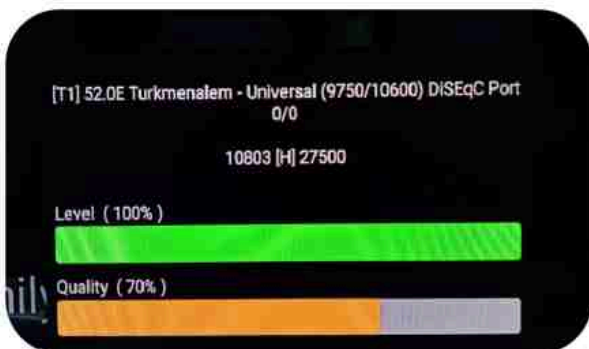 [T1] 52.0E Turkmenalem - Universal (9750/10600) DiSEqC Port
0/0
10803 [H] 27500
Level ( 100% )
Quality ( 70% )